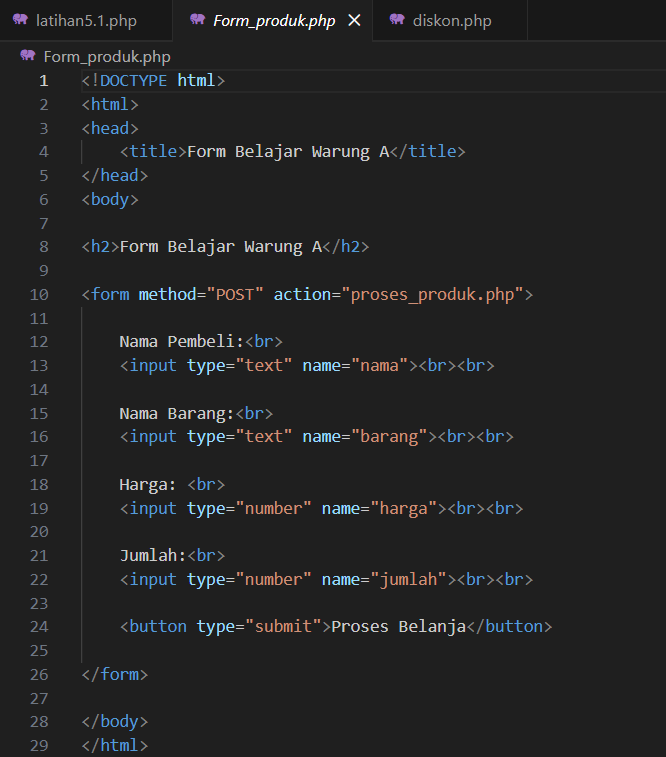 latihan5.1.php
Form_produk.php
diskon.php
Form_produk.php
1 <!DOCTYPE html>
2 <html>
3 <head>
4 <title>Form Belajar Warung A</title>
5 </head>
6 <body>
7
8 <h2>Form Belajar Warung A</h2>
9
10 <form method="POST" action="proses_produk.php">
11
12 Nama Pembeli:<br>
13 <input type="text" name="nama"><br><br>
14
15 Nama Barang:<br>
16 <input type="text" name="barang"><br><br>
17
18 Harga: <br>
19 <input type="number" name="harga"><br><br>
20
21 Jumlah:<br>
22 <input type="number" name="jumlah"><br><br>
23
24 <button type="submit">Proses Belanja</button>
25
26 </form>
27
28 </body>
29 </html>